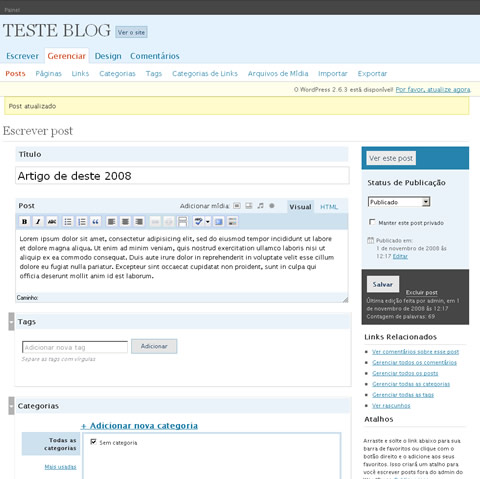 Painel
TESTE BLOG Ver o site
Escrever Gerenciar Design Comentários
Posts Páginas Links Categorias Tags Categorias de Links Arquivos de Mídia Importar Exportar
O WordPress 2.6.3 está disponível! Por favor, atualize agora.
Post atualizado
Escrever post
Título
Artigo de deste 2008
Post
Adicionar mídia:
Visual HTML
B I ABC
Lorem ipsum dolor sit amet, consectetur adipisicing elit, sed do eiusmod tempor incididunt ut labore
et dolore magna aliqua. Ut enim ad minim veniam, quis nostrud exercitation ullamco laboris nisi ut
aliquip ex ea commodo consequat. Duis aute irure dolor in reprehenderit in voluptate velit esse cillum
dolore eu fugiat nulla pariatur. Excepteur sint occaecat cupidatat non proident, sunt in culpa qui
officia deserunt mollit anim id est laborum.
Caminho:
Tags
Adicionar nova tag Adicionar
Separe as tags com vírgulas
Categorias
+ Adicionar nova categoria
Todas as
categorias
Mais usadas
Sem categoria
Ver este post
Status de Publicação
Publicado
Manter este post privado
Publicado em:
1 de novembro de 2008 às
12:17 Editar
Salvar Excluir post
Última edição feita por admin, em 1
de novembro de 2008 às 12:17
Contagem de palavras: 69
Links Relacionados
Ver comentários sobre esse post
Gerenciar todos os comentários
Gerenciar todos os posts
Gerenciar todas as categorias
Gerenciar todas as tags
Ver rascunhos
Atalhos
Arraste e solte o link abaixo para sua
barra de favoritos ou clique com o
botão direito e o adicione aos seus
favoritos. Isso criará um atalho para
você escrever posts fora do admin do